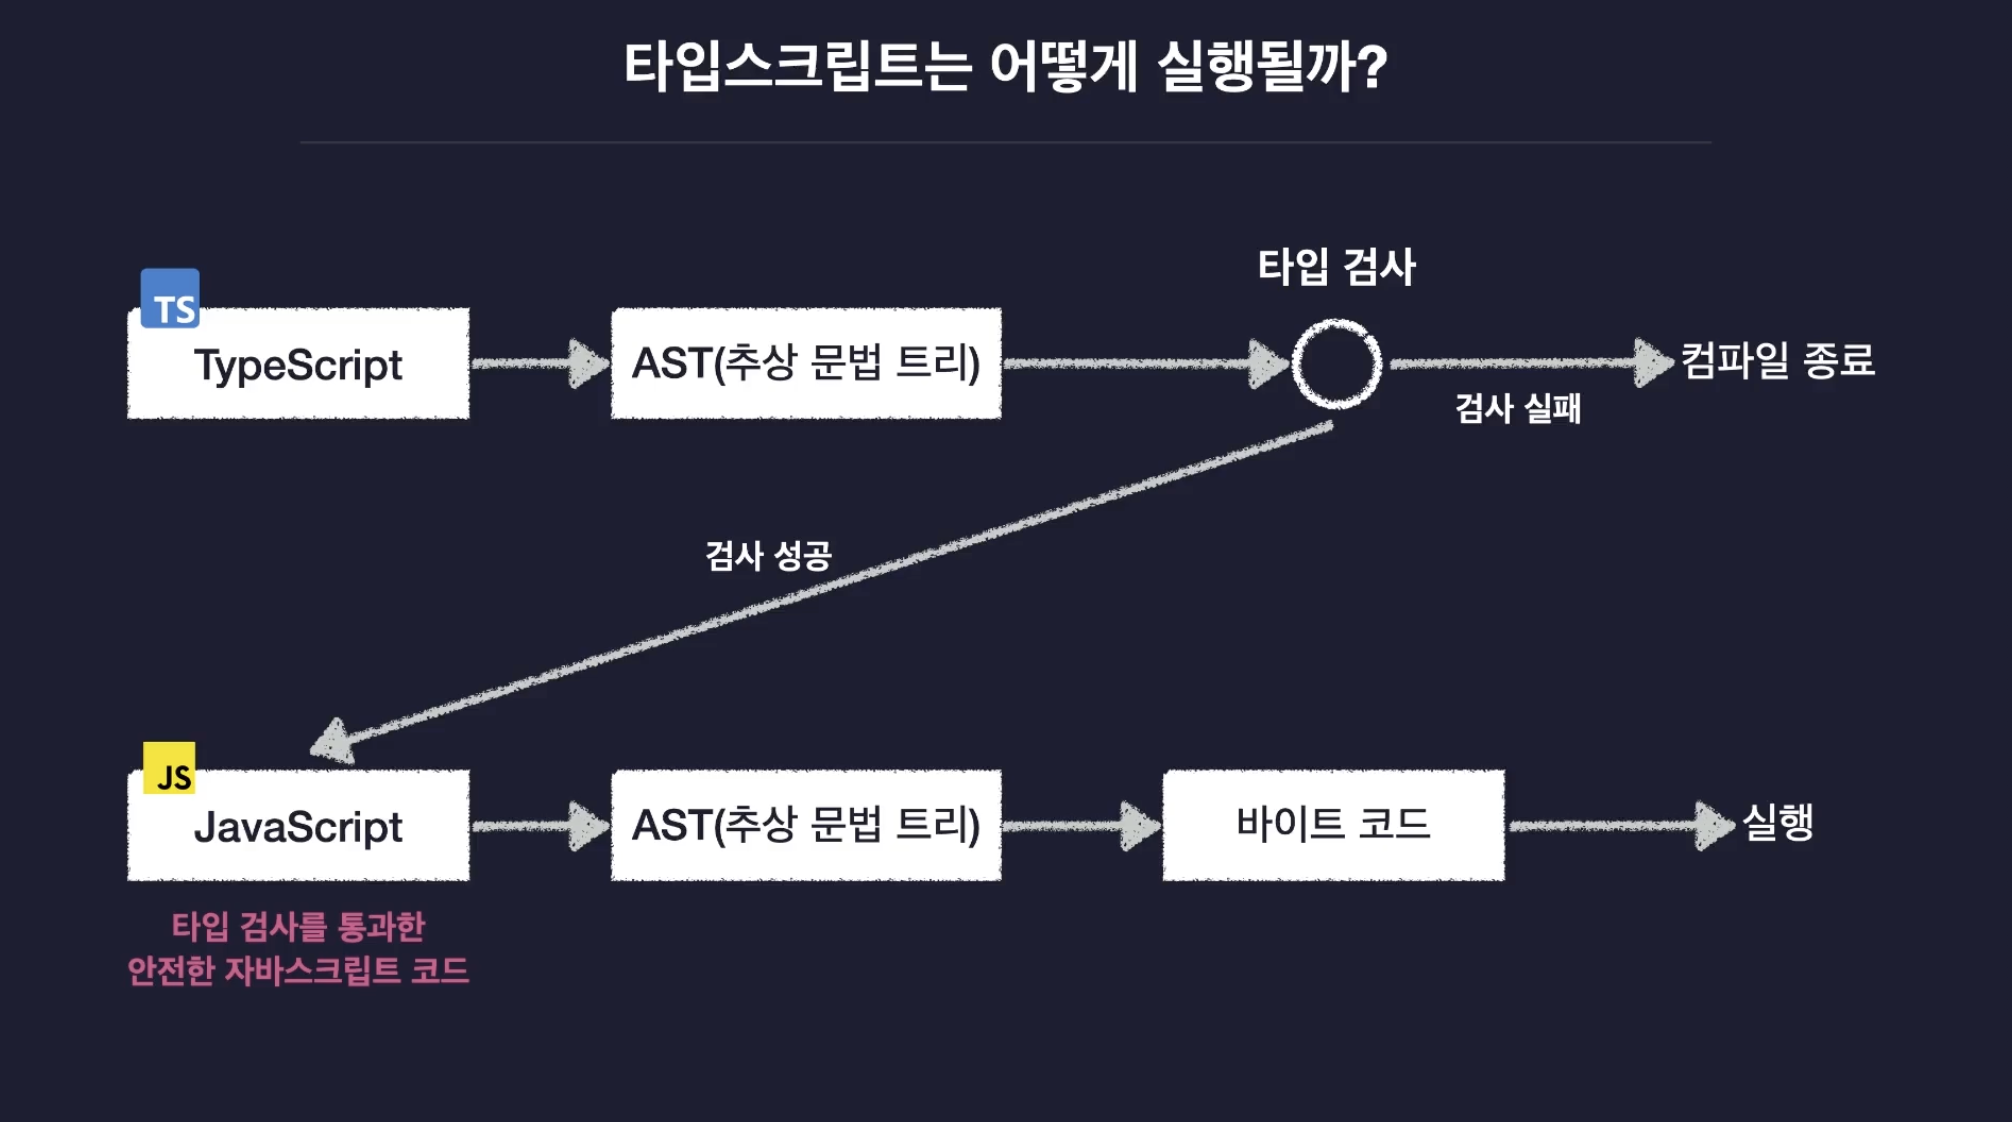 타입스크립트는 어떻게 실행될까?
타입 검사
TS
TypeScript
AST(추상 문법 트리)
컴파일 종료
검사 실패
검사 성공
JS
JavaScript
AST(추상 문법 트리)
바이트 코드
실행
타입 검사를 통과한
안전한 자바스크립트 코드